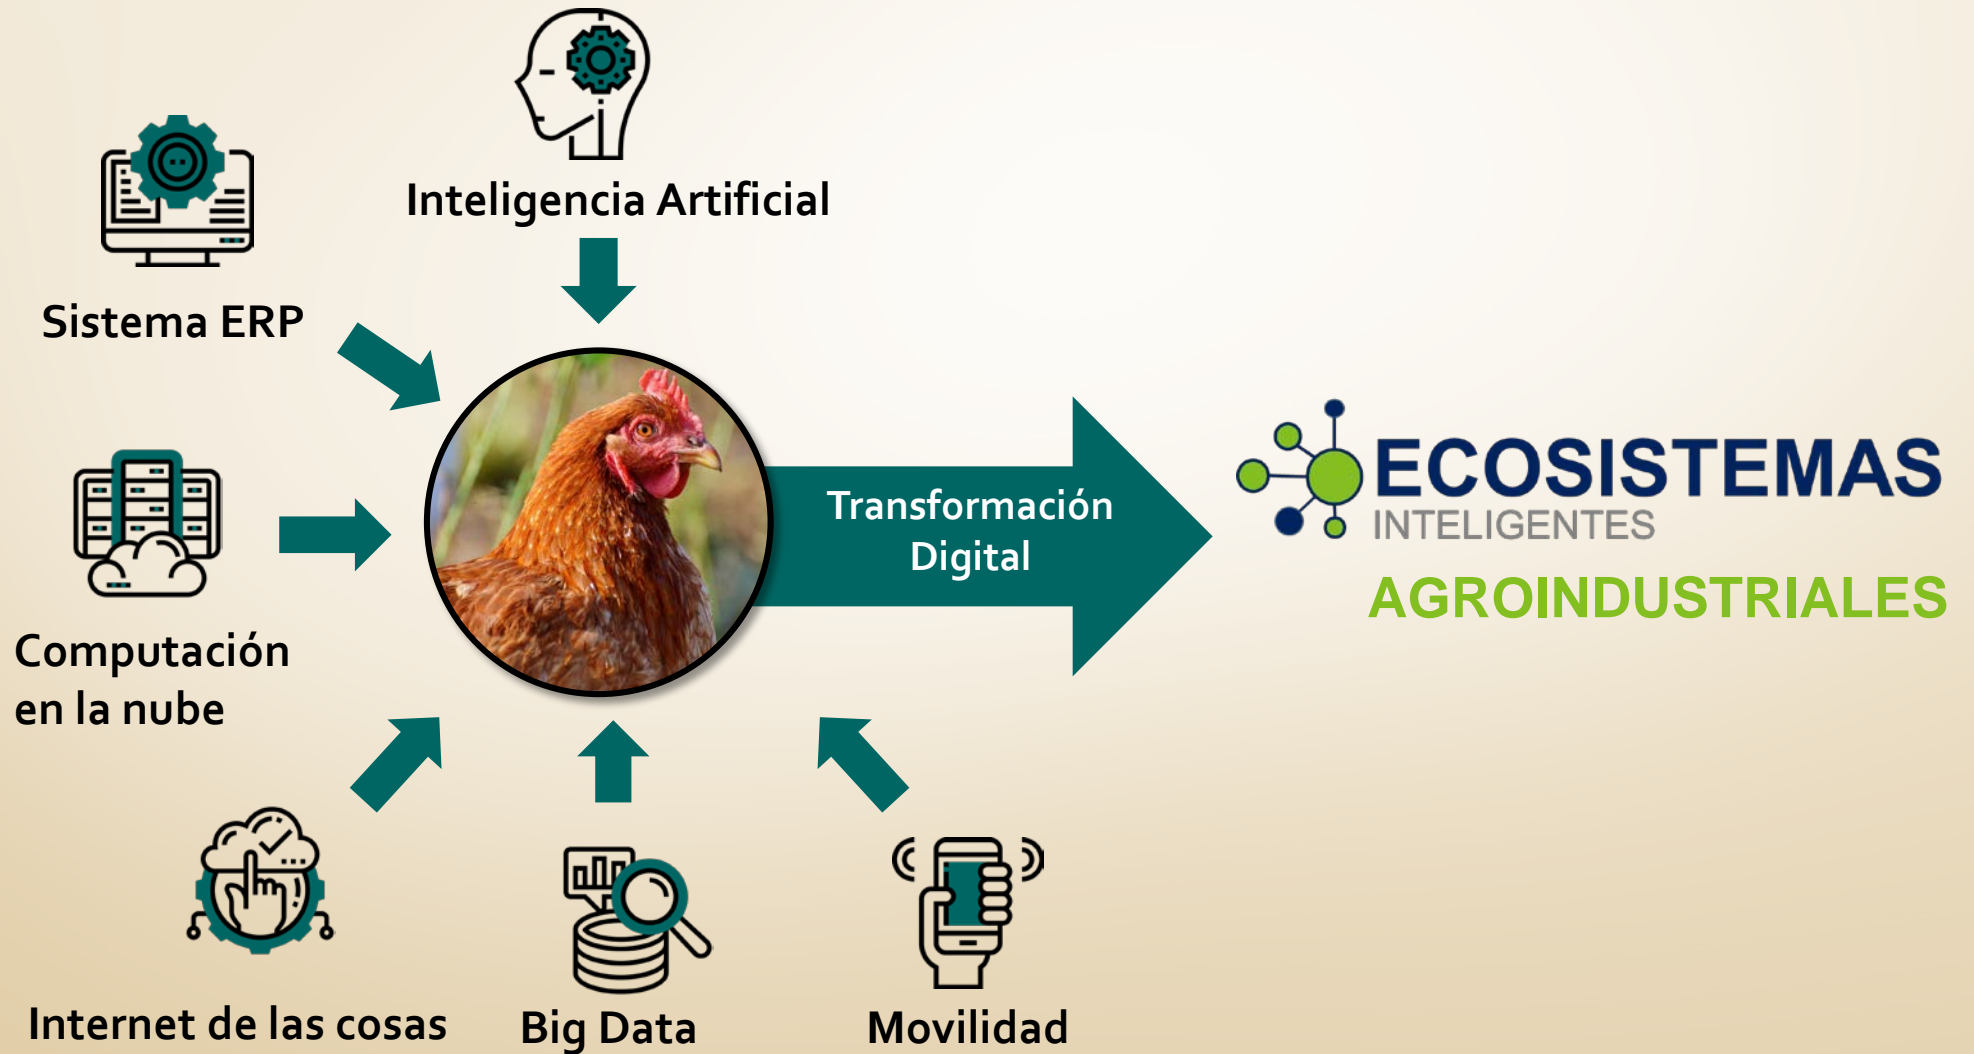 Inteligencia Artificial
Sistema ERP
Computación
en la nube
Internet de las cosas
Big Data
Movilidad
Transformación
Digital
ECOSISTEMAS
INTELIGENTES
AGROINDUSTRIALES